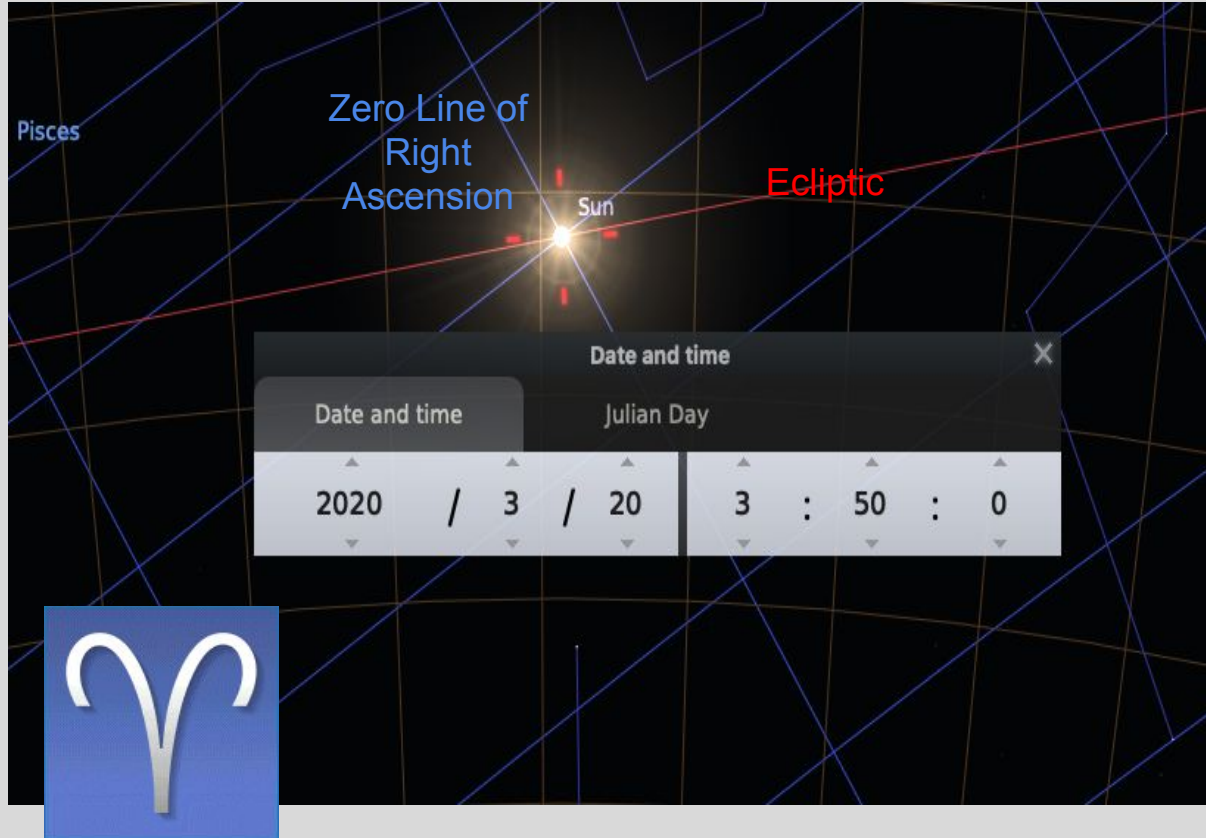 Zero Line of
Right
Ascension
Pisces
Ecliptic
Sun
Date and time
Date and time Julian Day
2020 / 3 / 20 3 : 50 : 0